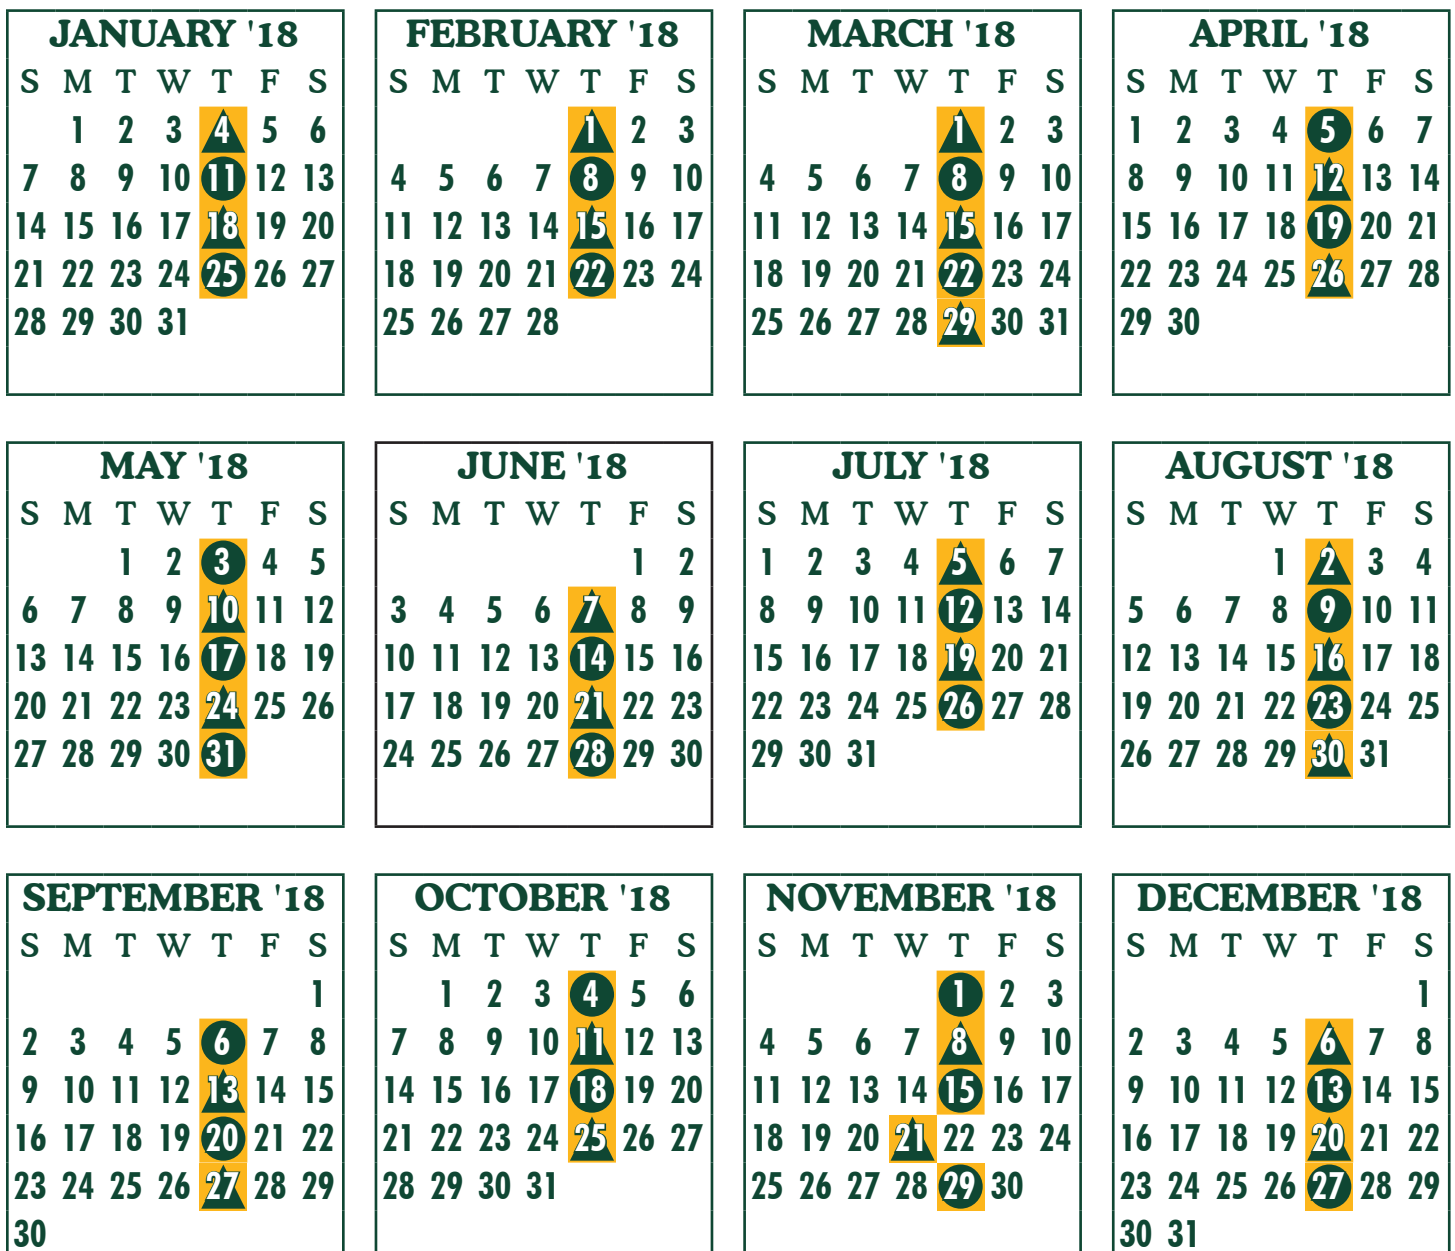 JANUARY '18
S M T W T F S
1 2 3 4 5 6
7 8 9 10 11 12 13
14 15 16 17 18 19 20
21 22 23 24 25 26 27
28 29 30 31
FEBRUARY '18
S M T W T F S
1 2 3
4 5 6 7 8 9 10
11 12 13 14 15 16 17
18 19 20 21 22 23 24
25 26 27 28
MARCH '18
S M T W T F S
1 2 3
4 5 6 7 8 9 10
11 12 13 14 15 16 17
18 19 20 21 22 23 24
25 26 27 28 29 30 31
APRIL '18
S M T W T F S
1 2 3 4 5 6 7
8 9 10 11 12 13 14
15 16 17 18 19 20 21
22 23 24 25 26 27 28
29 30
MAY '18
S M T W T F S
1 2 3 4 5
6 7 8 9 10 11 12
13 14 15 16 17 18 19
20 21 22 23 24 25 26
27 28 29 30 31
JUNE '18
S M T W T F S
1 2
3 4 5 6 7 8 9
10 11 12 13 14 15 16
17 18 19 20 21 22 23
24 25 26 27 28 29 30
JULY '18
S M T W T F S
1 2 3 4 5 6 7
8 9 10 11 12 13 14
15 16 17 18 19 20 21
22 23 24 25 26 27 28
29 30 31
AUGUST '18
S M T W T F S
1 2 3 4
5 6 7 8 9 10 11
12 13 14 15 16 17 18
19 20 21 22 23 24 25
26 27 28 29 30 31
SEPTEMBER '18
S M T W T F S
1
2 3 4 5 6 7 8
9 10 11 12 13 14 15
16 17 18 19 20 21 22
23 24 25 26 27 28 29
30
OCTOBER '18
S M T W T F S
1 2 3 4 5 6
7 8 9 10 11 12 13
14 15 16 17 18 19 20
21 22 23 24 25 26 27
28 29 30 31
NOVEMBER '18
S M T W T F S
1 2 3
4 5 6 7 8 9 10
11 12 13 14 15 16 17
18 19 20 21 22 23 24
25 26 27 28 29 30
DECEMBER '18
S M T W T F S
1
2 3 4 5 6 7 8
9 10 11 12 13 14 15
16 17 18 19 20 21 22
23 24 25 26 27 28 29
30 31